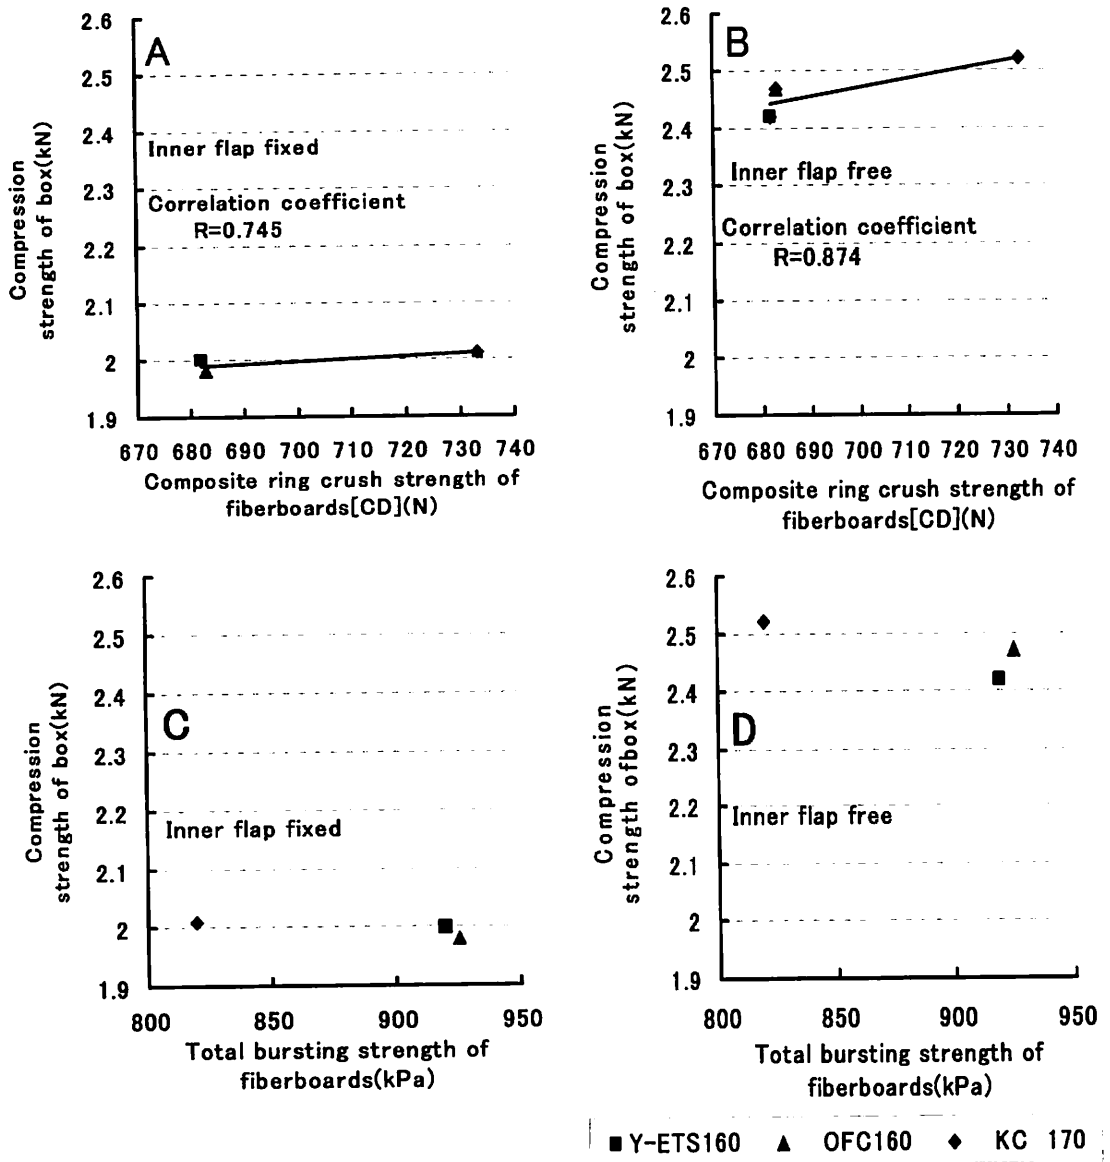 2.6
2.5
2.4
2.3
2.2
2.1
2
1.9
Compression
strength of box(kN)
A
Inner flap fixed
Correlation coefficient
R=0.745
670 680 690 700 710 720 730 740
Composite ring crush strength of
fiberboards[CD](N)
2.6
2.5
2.4
2.3
2.2
2.1
2
1.9
Compression
strength of box(kN)
B
Inner flap free
Correlation coefficient
R=0.874
670 680 690 700 710 720 730 740
Composite ring crush strength of
fiberboards[CD](N)
2.6
2.5
2.4
2.3
2.2
2.1
2
1.9
Compression
strength of box(kN)
C
Inner flap fixed
800 850 900 950
Total bursting strength of
fiberboards(kPa)
2.6
2.5
2.4
2.3
2.2
2.1
2
1.9
Compression
strength ofbox(kN)
D
Inner flap free
800 850 900 950
Total bursting strength of
fiberboards(kPa)
Y-ETS160 OFC160 KC 170